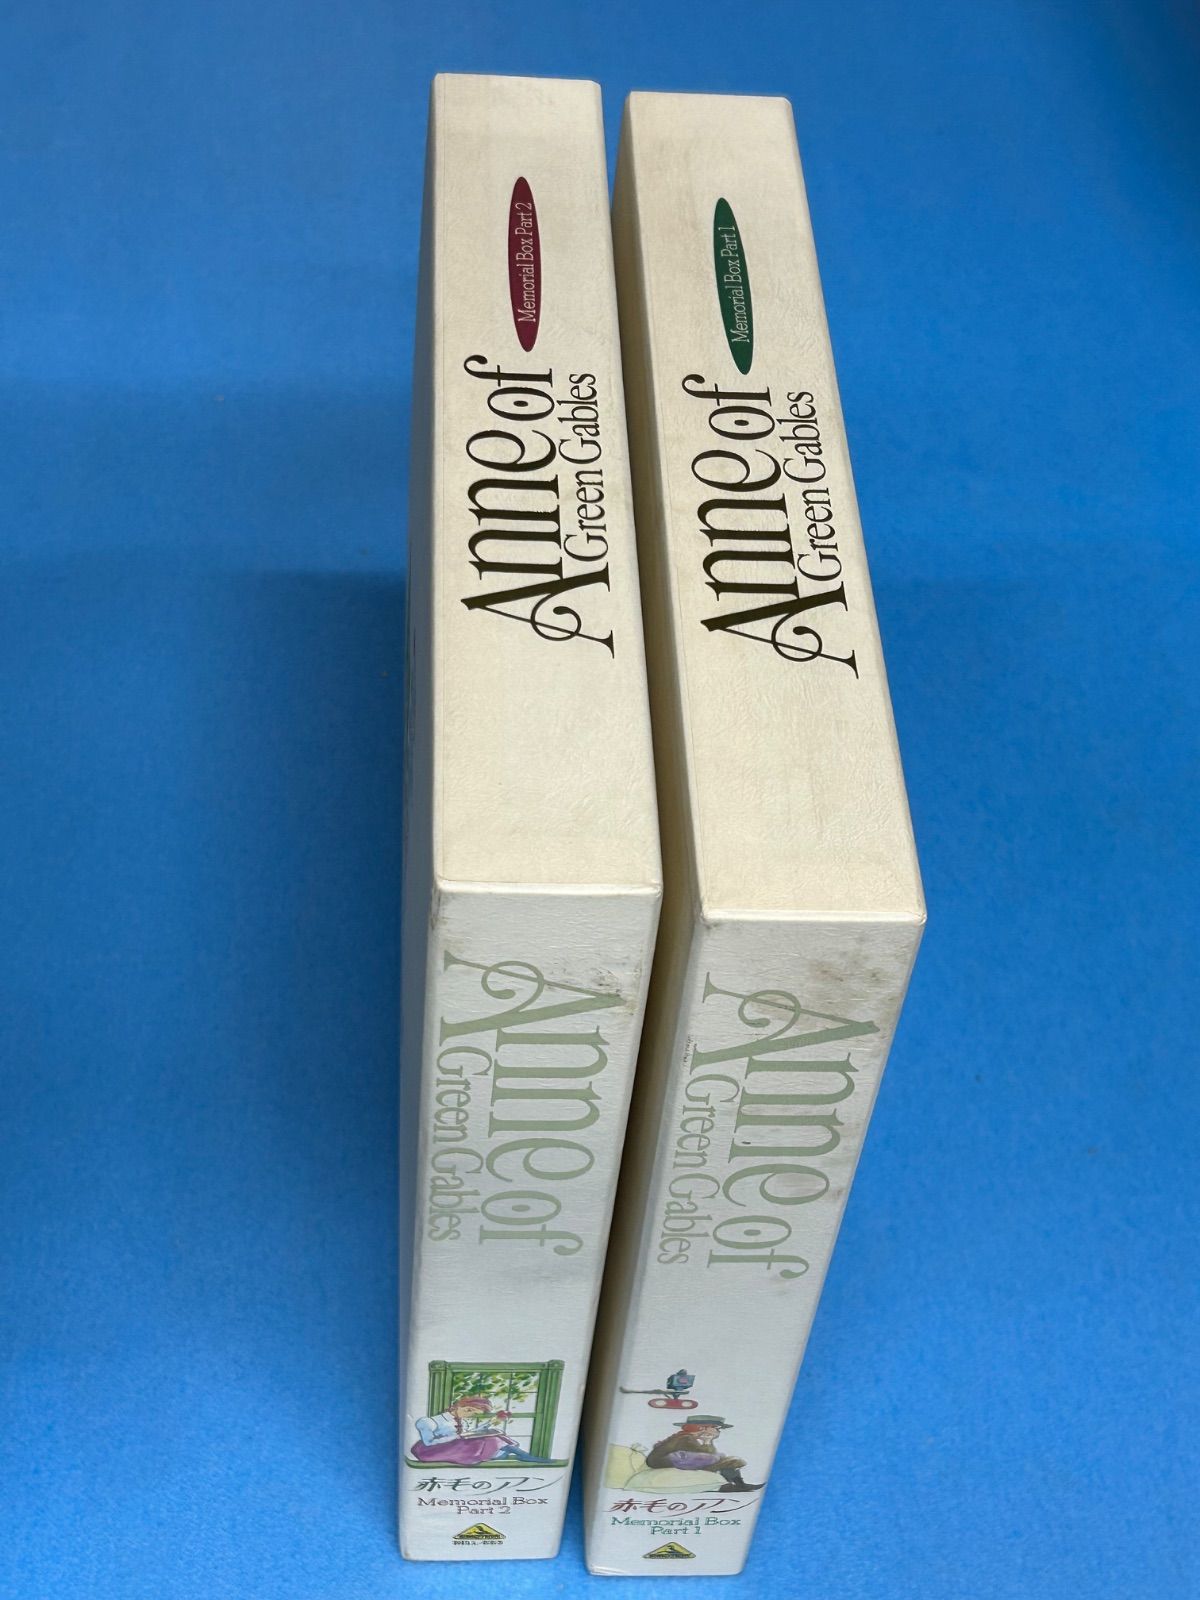 Memorial Box Part 2
Anne of
Green Gables
Anne of
Green Gables
赤毛のアン
Memorial Box
Part 2
Memorial Box Part 1
Anne of
Green Gables
Anne of
Green Gables
赤毛のアン
Memorial Box
Part 1